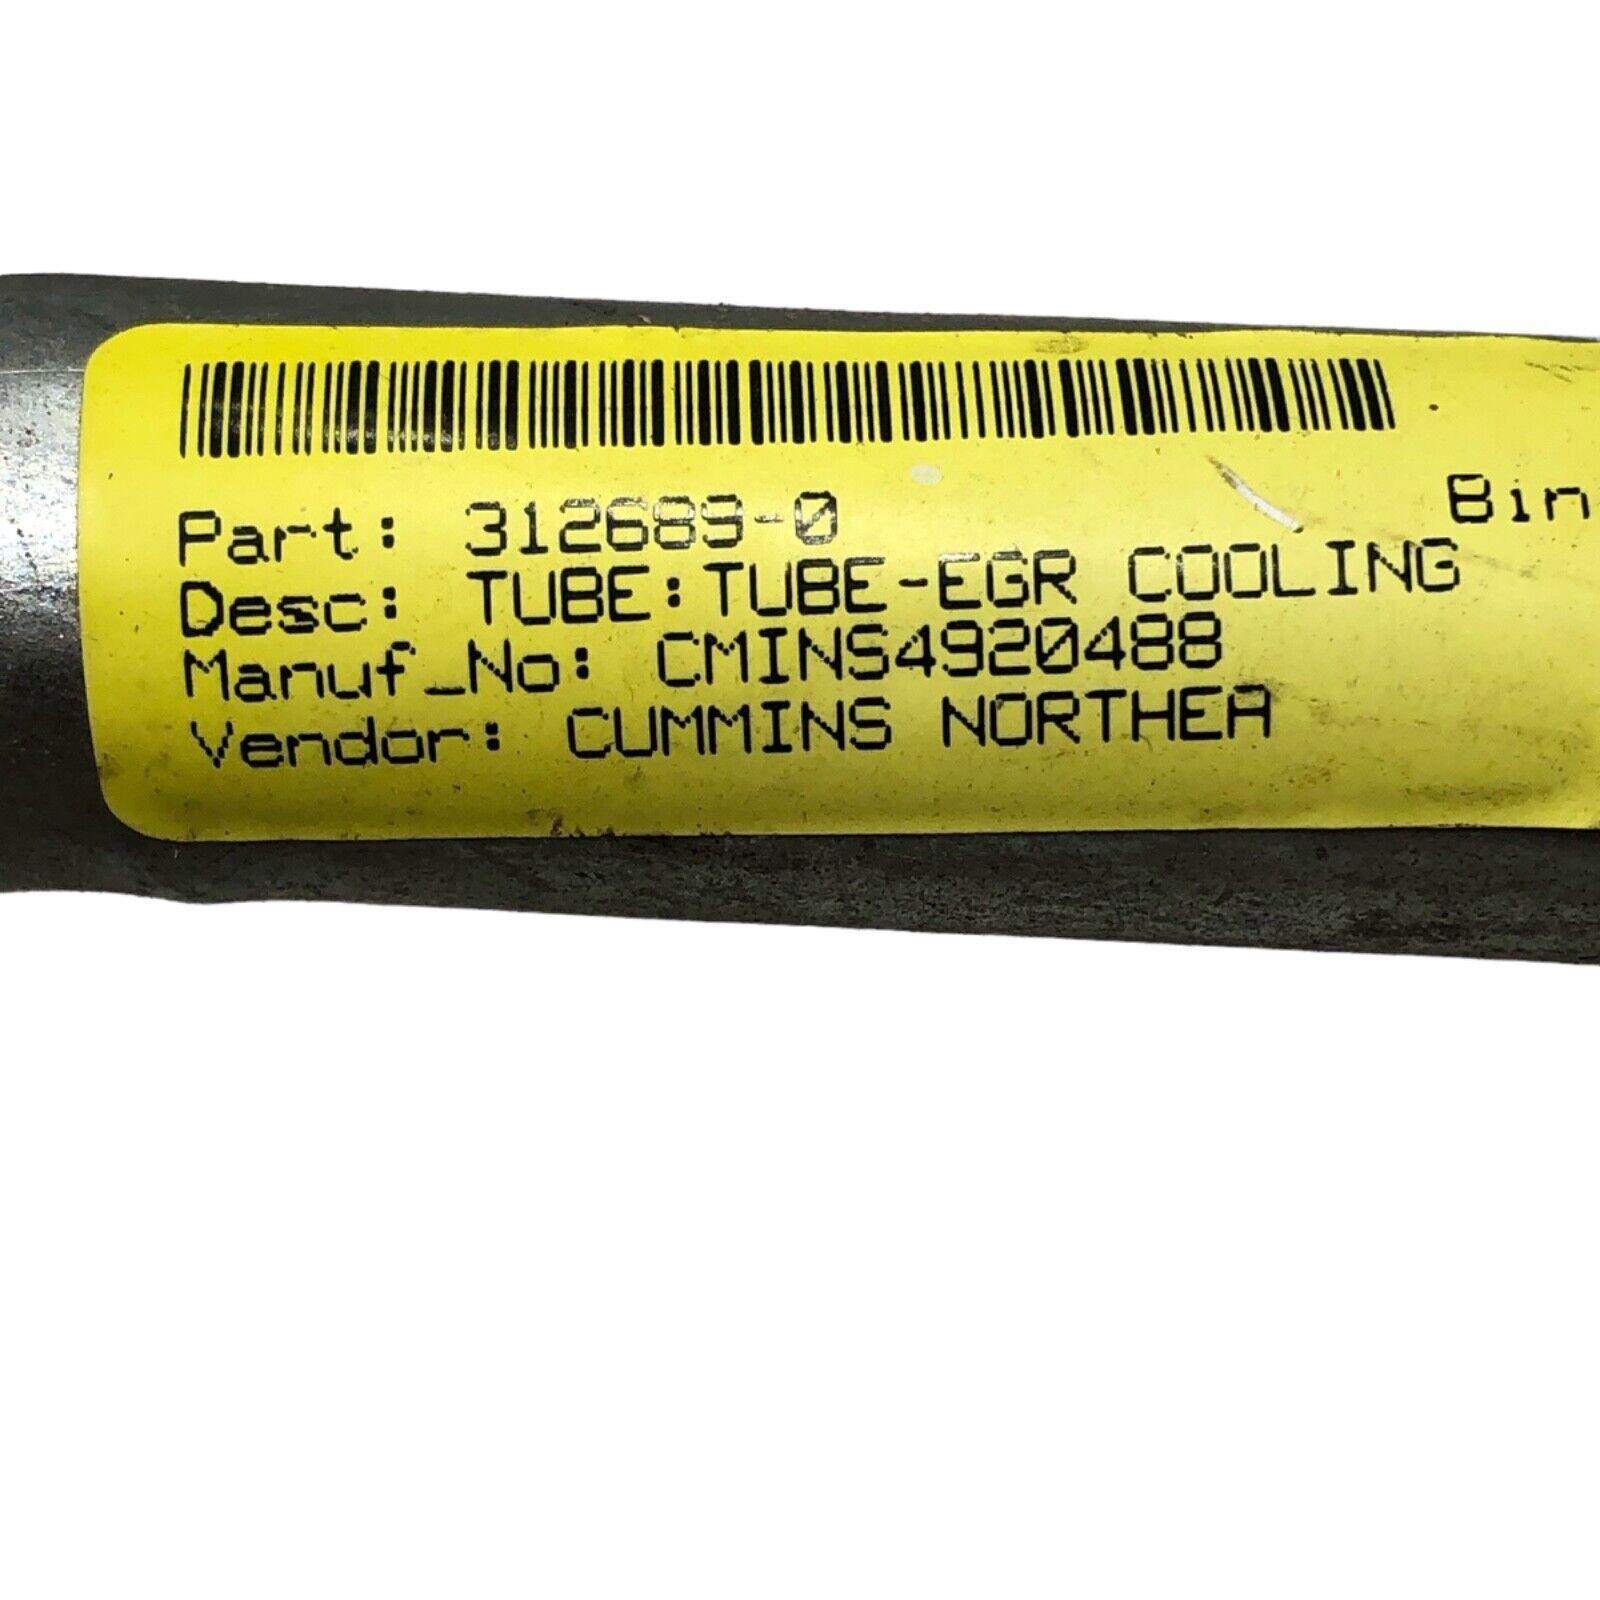 Part: 312689-0
Bin
Desc: TUBE:TUBE-EGR COOLING
Manuf_No: CMINS4920488
Vendor: CUMMINS NORTHEA